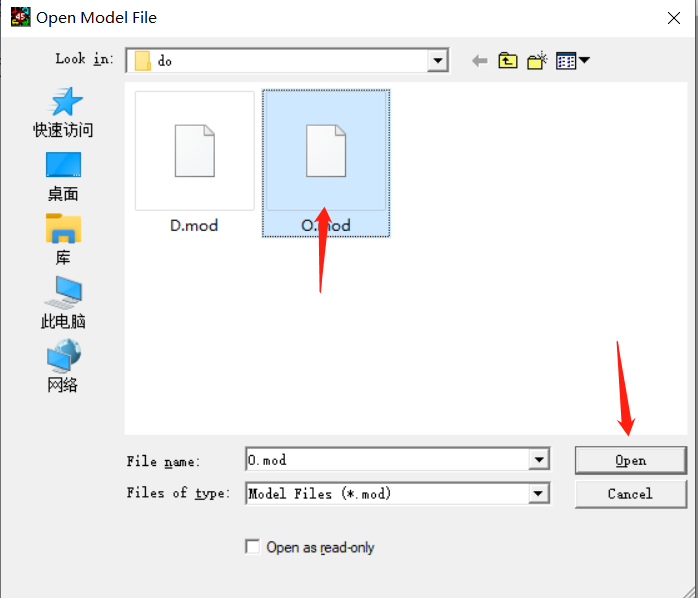 Open Model File
Look in:
do
快速访问
桌面
库
此电脑
网络
D.mod
O.mod
File name:
O.mod
Open
Files of type:
Model Files (*.mod)
Cancel
Open as read-only